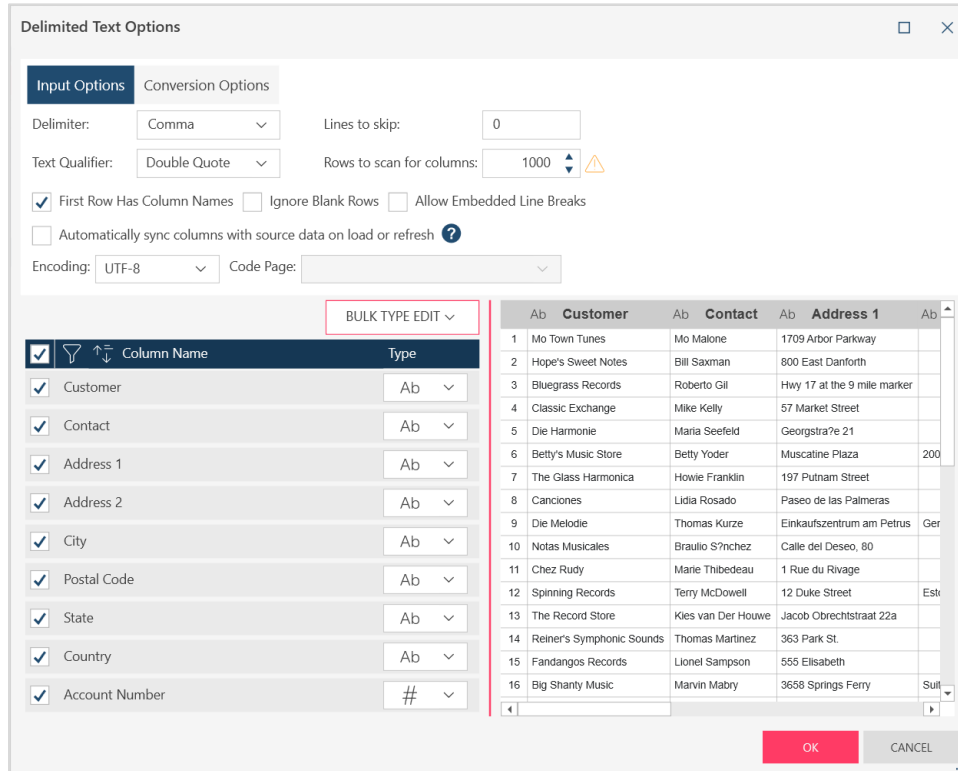 Delimited Text Options
Input Options Conversion Options
Delimiter: Comma Lines to skip: 0
Text Qualifier: Double Quote Rows to scan for columns: 1000
First Row Has Column Names Ignore Blank Rows Allow Embedded Line Breaks
Automatically sync columns with source data on load or refresh ?
Encoding: UTF-8 Code Page:
BULK TYPE EDIT
Column Name Type
Customer Ab
Contact Ab
Address 1 Ab
Address 2 Ab
City Ab
Postal Code Ab
State Ab
Country Ab
Account Number #
Ab Customer Ab Contact Ab Address 1 Ab
1 Mo Town Tunes Mo Malone 1709 Arbor Parkway
2 Hope's Sweet Notes Bill Saxman 800 East Danforth
3 Bluegrass Records Roberto Gil Hwy 17 at the 9 mile marker
4 Classic Exchange Mike Kelly 57 Market Street
5 Die Harmonie Maria Seefeld Georgstra?e 21
6 Betty's Music Store Betty Yoder Muscatine Plaza 200
7 The Glass Harmonica Howie Franklin 197 Putnam Street
8 Canciones Lidia Rosado Paseo de las Palmeras
9 Die Melodie Thomas Kurze Einkaufszentrum am Petrus Ger
10 Notas Musicales Braulio S?nchez Calle del Deseo, 80
11 Chez Rudy Marie Thibedeau 1 Rue du Rivage
12 Spinning Records Terry McDowell 12 Duke Street Esto
13 The Record Store Kies van Der Houwe Jacob Obrechtstraat 22a
14 Reiner's Symphonic Sounds Thomas Martinez 363 Park St.
15 Fandangos Records Lionel Sampson 555 Elisabeth
16 Big Shanty Music Marvin Mabry 3658 Springs Ferry Suit
OK CANCEL